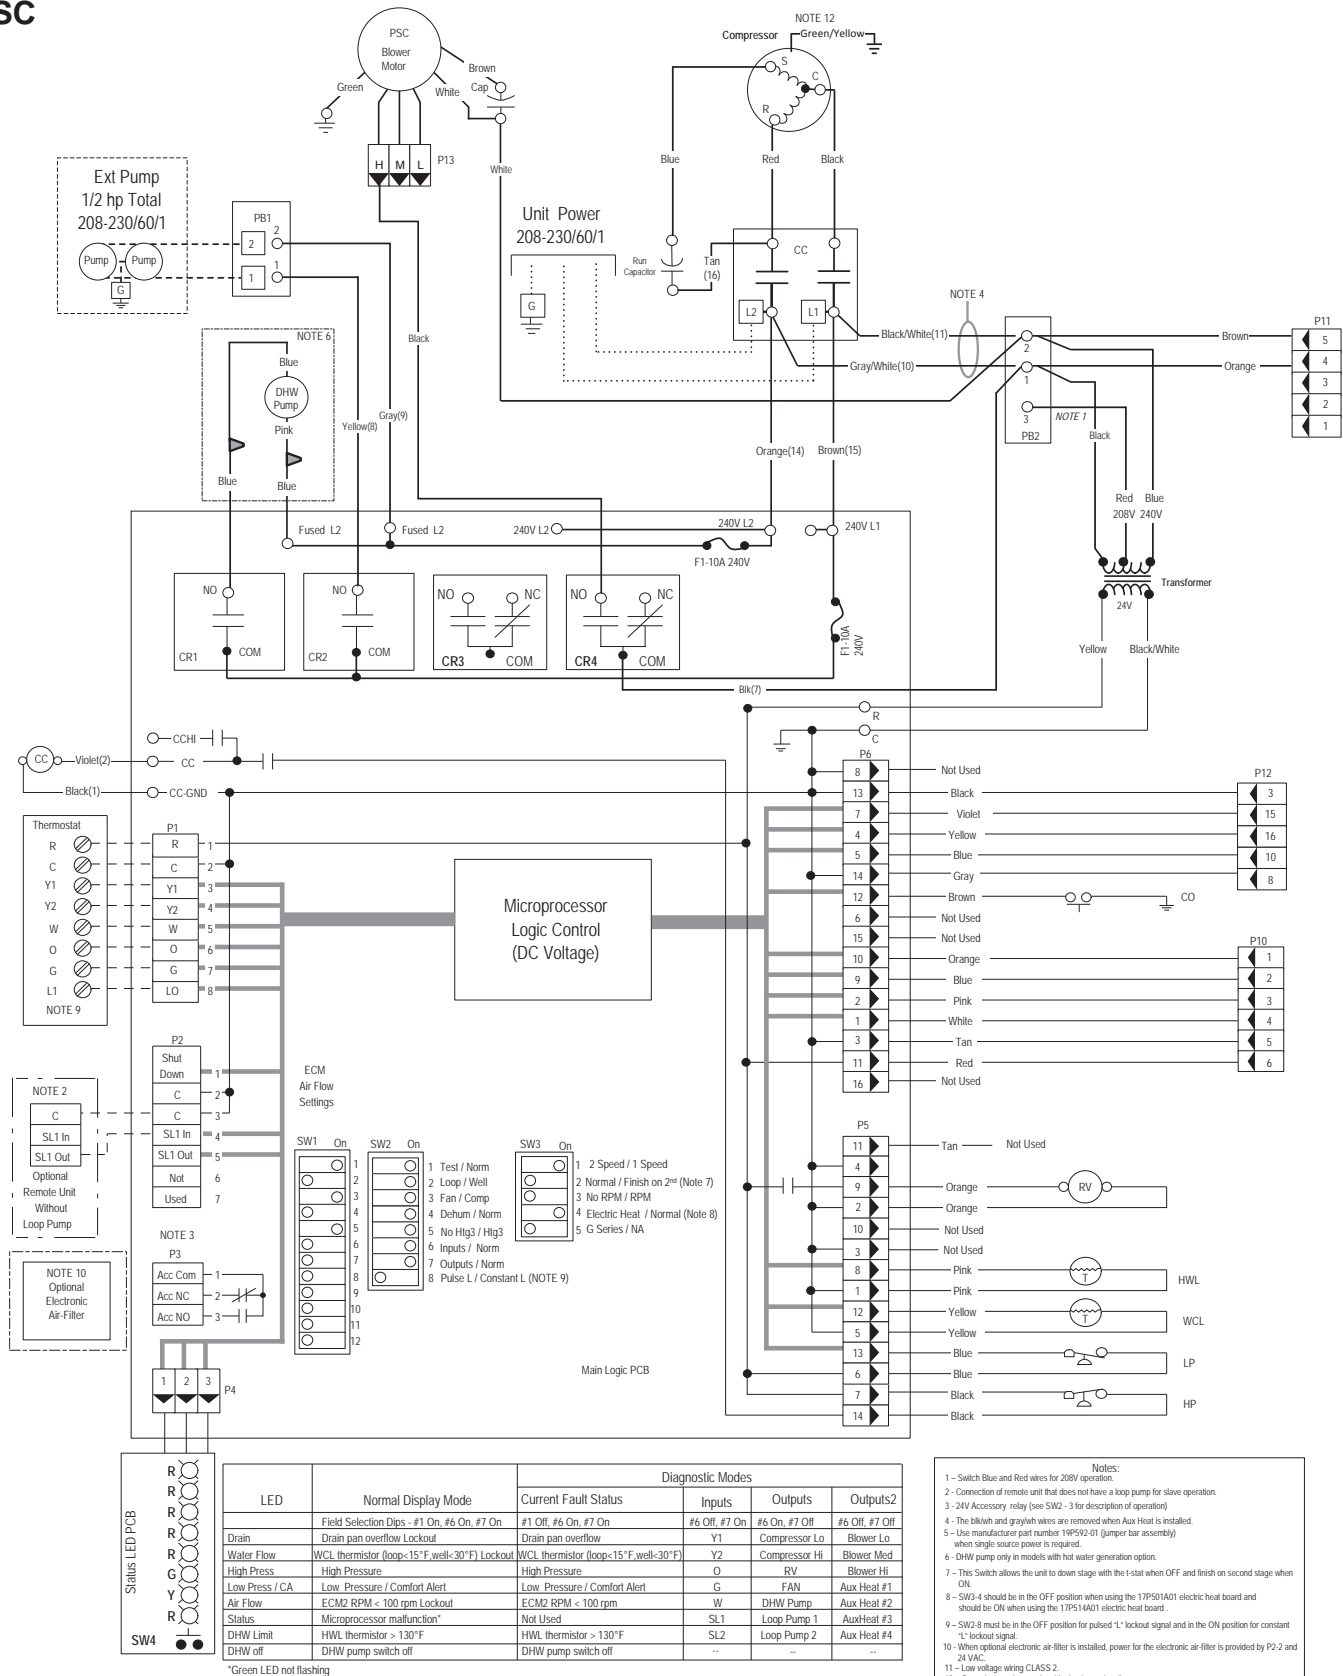 SC
PSC
Blower
Motor
Green
Brown
Cap
White
White
H M L
P13
NOTE 12
Compressor
Green/Yellow
S
C
R
Blue
Red
Black
Ext Pump
1/2 hp Total
208-230/60/1
Pump
Pump
G
PB1
2
2
1
1
Unit Power
208-230/60/1
G
Run
Capacitor
Tan
(16)
CC
L2
L1
NOTE 4
Black/White(11)
Gray/White(10)
2
1
3
PB2
NOTE 1
Brown
Orange
P11
5
4
3
2
1
NOTE 6
Blue
DHW
Pump
Pink
Blue
Blue
Black
Gray(9)
Yellow(8)
Orange(14)
Brown(15)
Black
Red
208V
Blue
240V
Transformer
24V
Yellow
Black/White
Fused L2
Fused L2
240V L2
240V L2
240V L1
F1-10A 240V
F1-10A
240V
NO
COM
CR1
NO
COM
CR2
NO
NC
CR3
COM
NO
NC
CR4
COM
Blk(7)
R
C
CCHI
CC
Violet(2)
CC
Black(1)
CC-GND
Thermostat
R
C
Y1
Y2
W
O
G
L1
NOTE 9
P1
R 1
C 2
Y1 3
Y2 4
W 5
O 6
G 7
LO 8
Microprocessor
Logic Control
(DC Voltage)
P6
8 Not Used
13 Black
7 Violet
4 Yellow
5 Blue
14 Gray
12 Brown
CO
6 Not Used
15 Not Used
10 Orange
9 Blue
2 Pink
1 White
3 Tan
11 Red
16 Not Used
P12
3
15
16
10
8
P10
1
2
3
4
5
6
P2
Shut
Down 1
C 2
C 3
SL1 In 4
SL1 Out 5
Not 6
Used 7
NOTE 2
C
SL1 In
SL1 Out
Optional
Remote Unit
Without
Loop Pump
NOTE 3
P3
Acc Com 1
Acc NC 2
Acc NO 3
NOTE 10
Optional
Electronic
Air-Filter
ECM
Air Flow
Settings
SW1 On
1
2
3
4
5
6
7
8
9
10
11
12
SW2 On
1 Test / Norm
2 Loop / Well
3 Fan / Comp
4 Dehum / Norm
5 No Htg3 / Htg3
6 Inputs / Norm
7 Outputs / Norm
8 Pulse L / Constant L (NOTE 9)
SW3 On
1 2 Speed / 1 Speed
2 Normal / Finish on 2nd (Note 7)
3 No RPM / RPM
4 Electric Heat / Normal (Note 8)
5 G Series / NA
Main Logic PCB
P5
11 Tan Not Used
4
9 Orange
RV
2 Orange
10 Not Used
3 Not Used
8 Pink
T
HWL
1 Pink
12 Yellow
T
WCL
5 Yellow
13 Blue
LP
6 Blue
7 Black
HP
14 Black
1 2 3
P4
Status LED PCB
R
R
R
R
R
G
Y
R
SW4
Diagnostic Modes
LED Normal Display Mode Current Fault Status Inputs Outputs Outputs2
Field Selection Dips - #1 On, #6 On, #7 On #1 Off, #6 On, #7 On #6 Off, #7 On #6 On, #7 Off #6 Off, #7 Off
Drain Drain pan overflow Lockout Drain pan overflow Y1 Compressor Lo Blower Lo
Water Flow WCL thermistor (loop<15°F,well<30°F) Lockout WCL thermistor (loop<15°F,well<30°F) Y2 Compressor Hi Blower Med
High Press High Pressure High Pressure O RV Blower Hi
Low Press / CA Low Pressure / Comfort Alert Low Pressure / Comfort Alert G FAN Aux Heat #1
Air Flow ECM2 RPM < 100 rpm Lockout ECM2 RPM < 100 rpm W DHW Pump Aux Heat #2
Status Microprocessor malfunction* Not Used SL1 Loop Pump 1 AuxHeat #3
DHW Limit HWL thermistor > 130°F HWL thermistor > 130°F SL2 Loop Pump 2 Aux Heat #4
DHW off DHW pump switch off DHW pump switch off -- -- --
*Green LED not flashing
Notes:
1 – Switch Blue and Red wires for 208V operation.
2 - Connection of remote unit that does not have a loop pump for slave operation.
3 - 24V Accessory relay (see SW2 - 3 for description of operation)
4 - The blk/wh and gray/wh wires are removed when Aux Heat is installed.
5 – Use manufacturer part number 19P592-01 (jumper bar assembly)
when single source power is required.
6 - DHW pump only in models with hot water generation option.
7 – This Switch allows the unit to down stage with the t-stat when OFF and finish on second stage when
ON.
8 – SW3-4 should be in the OFF position when using the 17P501A01 electric heat board and
should be ON when using the 17P514A01 electric heat board .
9 – SW2-8 must be in the OFF position for pulsed "L" lockout signal and in the ON position for constant
"L" lockout signal.
10 - When optional electronic air-filter is installed, power for the electronic air-filter is provided by P2-2 and
24 VAC.
11 – Low voltage wiring CLASS 2.